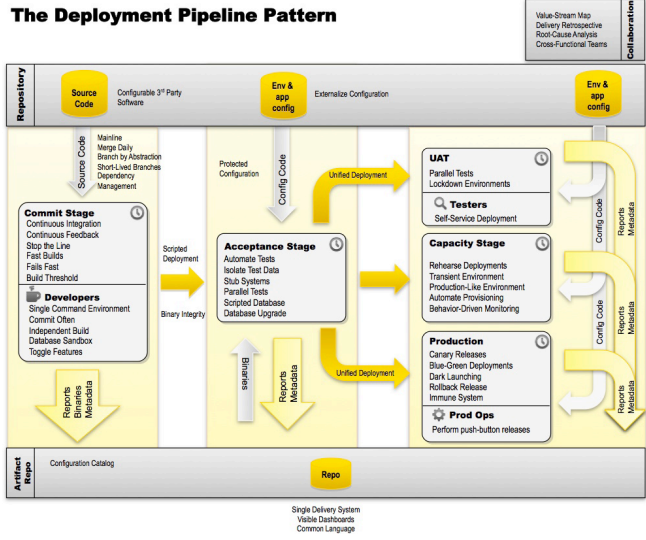 The Deployment Pipeline Pattern
Value-Stream Map
Delivery Retrospective
Root-Cause Analysis
Cross-Functional Teams
Collaboration
Repository
Source
Code
Configurable 3rd Party
Software
Env &
app
config
Externalize Configuration
Env &
app
config
Source Code
Mainline
Merge Daily
Branch by Abstraction
Short-Lived Branches
Dependency
Management
Protected
Configuration
Config Code
Unified Deployment
UAT
Parallel Tests
Lockdown Environments
Testers
Self-Service Deployment
Config Code
Reports
Metadata
Commit Stage
Continuous Integration
Continuous Feedback
Stop the Line
Fast Builds
Fails Fast
Build Threshold
Developers
Single Command Environment
Commit Often
Independent Build
Database Sandbox
Toggle Features
Scripted
Deployment
Binary Integrity
Acceptance Stage
Automate Tests
Isolate Test Data
Stub Systems
Parallel Tests
Scripted Database
Database Upgrade
Capacity Stage
Rehearse Deployments
Transient Environment
Production-Like Environment
Automate Provisioning
Behavior-Driven Monitoring
Config Code
Reports
Metadata
Unified Deployment
Production
Canary Releases
Blue-Green Deployments
Dark Launching
Rollback Release
Immune System
Prod Ops
Perform push-button releases
Reports
Metadata
Reports
Binaries
Metadata
Binaries
Reports
Metadata
Artifact
Repo
Configuration Catalog
Repo
Single Delivery System
Visible Dashboards
Common Language